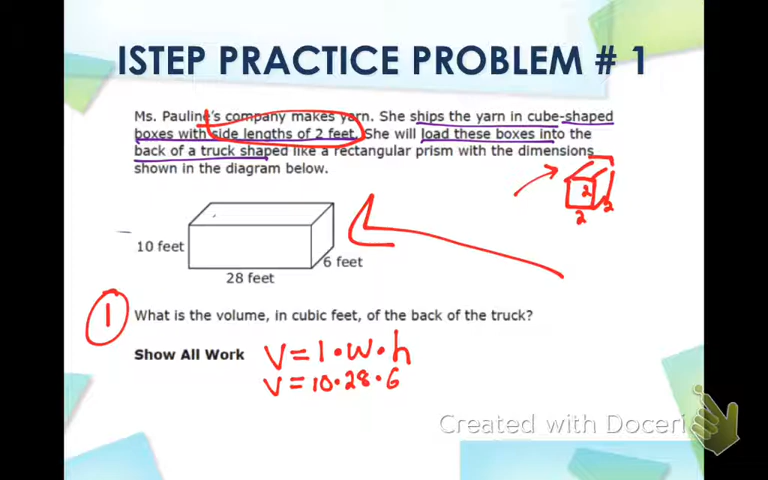 ISTEP PRACTICE PROBLEM # 1
Ms. Pauline's company makes yarn. She ships the yarn in cube-shaped
boxes with side lengths of 2 feet. She will load these boxes into the
back of a truck shaped like a rectangular prism with the dimensions
shown in the diagram below.
2
2
2
10 feet
6 feet
28 feet
1
What is the volume, in cubic feet, of the back of the truck?
Show All Work V = l · w · h
V = 10 · 28 · 6
Created with Doceri